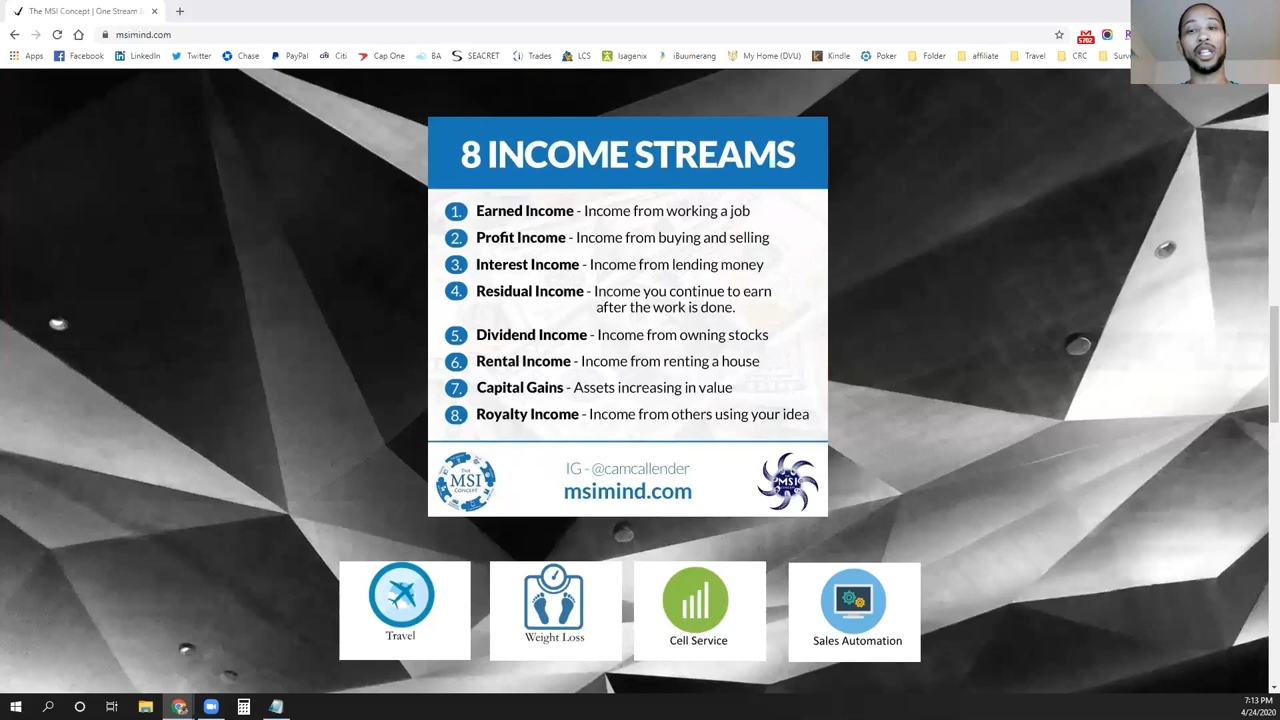 The MSI Concept | One Stream I
msimind.com
Apps
Facebook
LinkedIn
Twitter
Chase
PayPal
Citi
Cap One
BA
SEACRET
Trades
LCS
Isagenix
iBuumerang
My Home (DVU)
Kindle
Poker
Folder
affiliate
Travel
CRC
Surve
8 INCOME STREAMS
1. Earned Income - Income from working a job
2. Profit Income - Income from buying and selling
3. Interest Income - Income from lending money
4. Residual Income - Income you continue to earn
after the work is done.
5. Dividend Income - Income from owning stocks
6. Rental Income - Income from renting a house
7. Capital Gains - Assets increasing in value
8. Royalty Income - Income from others using your idea
THE
MSI
CONCEPT
IG - @camcallender
msimind.com
MSI
Travel
Weight Loss
Cell Service
Sales Automation
7:13 PM
4/24/2020